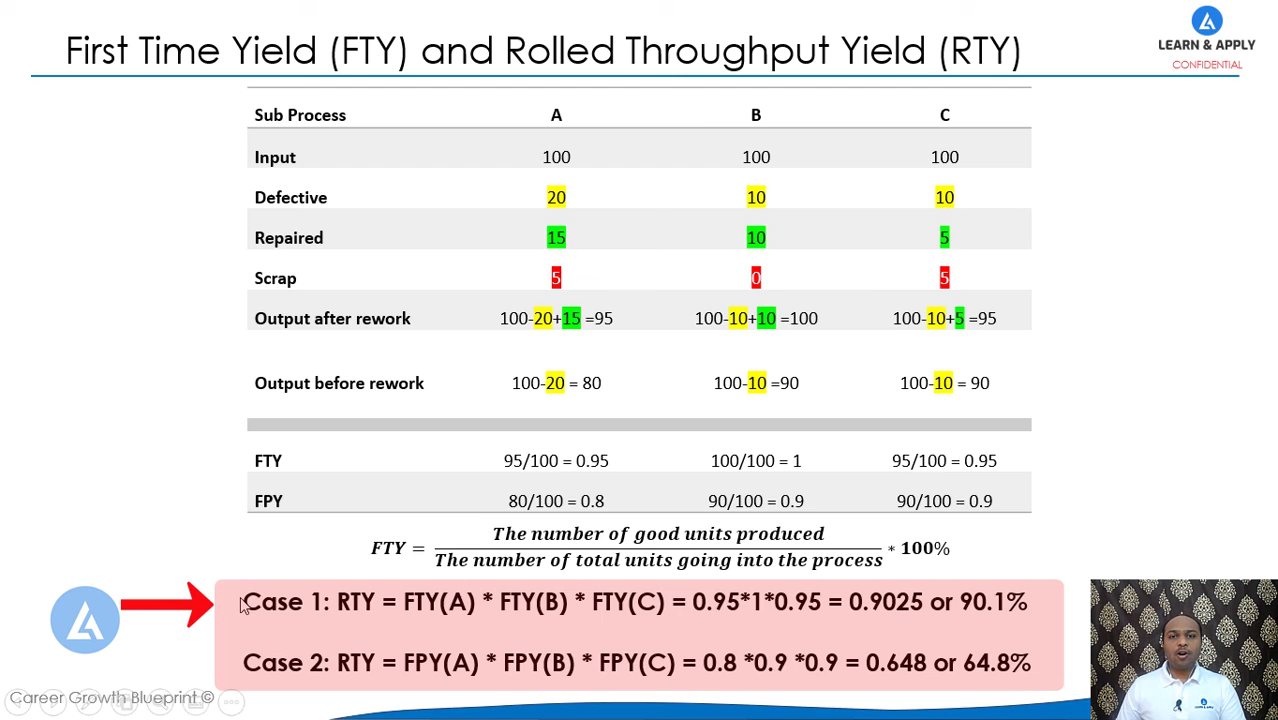 First Time Yield (FTY) and Rolled Throughput Yield (RTY)
LEARN & APPLY
CONFIDENTIAL
Sub Process A B C
Input 100 100 100
Defective 20 10 10
Repaired 15 10 5
Scrap 5 0 5
Output after rework 100-20+15 =95 100-10+10 =100 100-10+5 =95
Output before rework 100-20 = 80 100-10 =90 100-10 = 90
FTY 95/100 = 0.95 100/100 = 1 95/100 = 0.95
FPY 80/100 = 0.8 90/100 = 0.9 90/100 = 0.9
The number of good units produced
FTY = * 100%
The number of total units going into the process
Case 1: RTY = FTY(A) * FTY(B) * FTY(C) = 0.95*1*0.95 = 0.9025 or 90.1%
Case 2: RTY = FPY(A) * FPY(B) * FPY(C) = 0.8 *0.9 *0.9 = 0.648 or 64.8%
Career Growth Blueprint ©
LEARN & APPLY